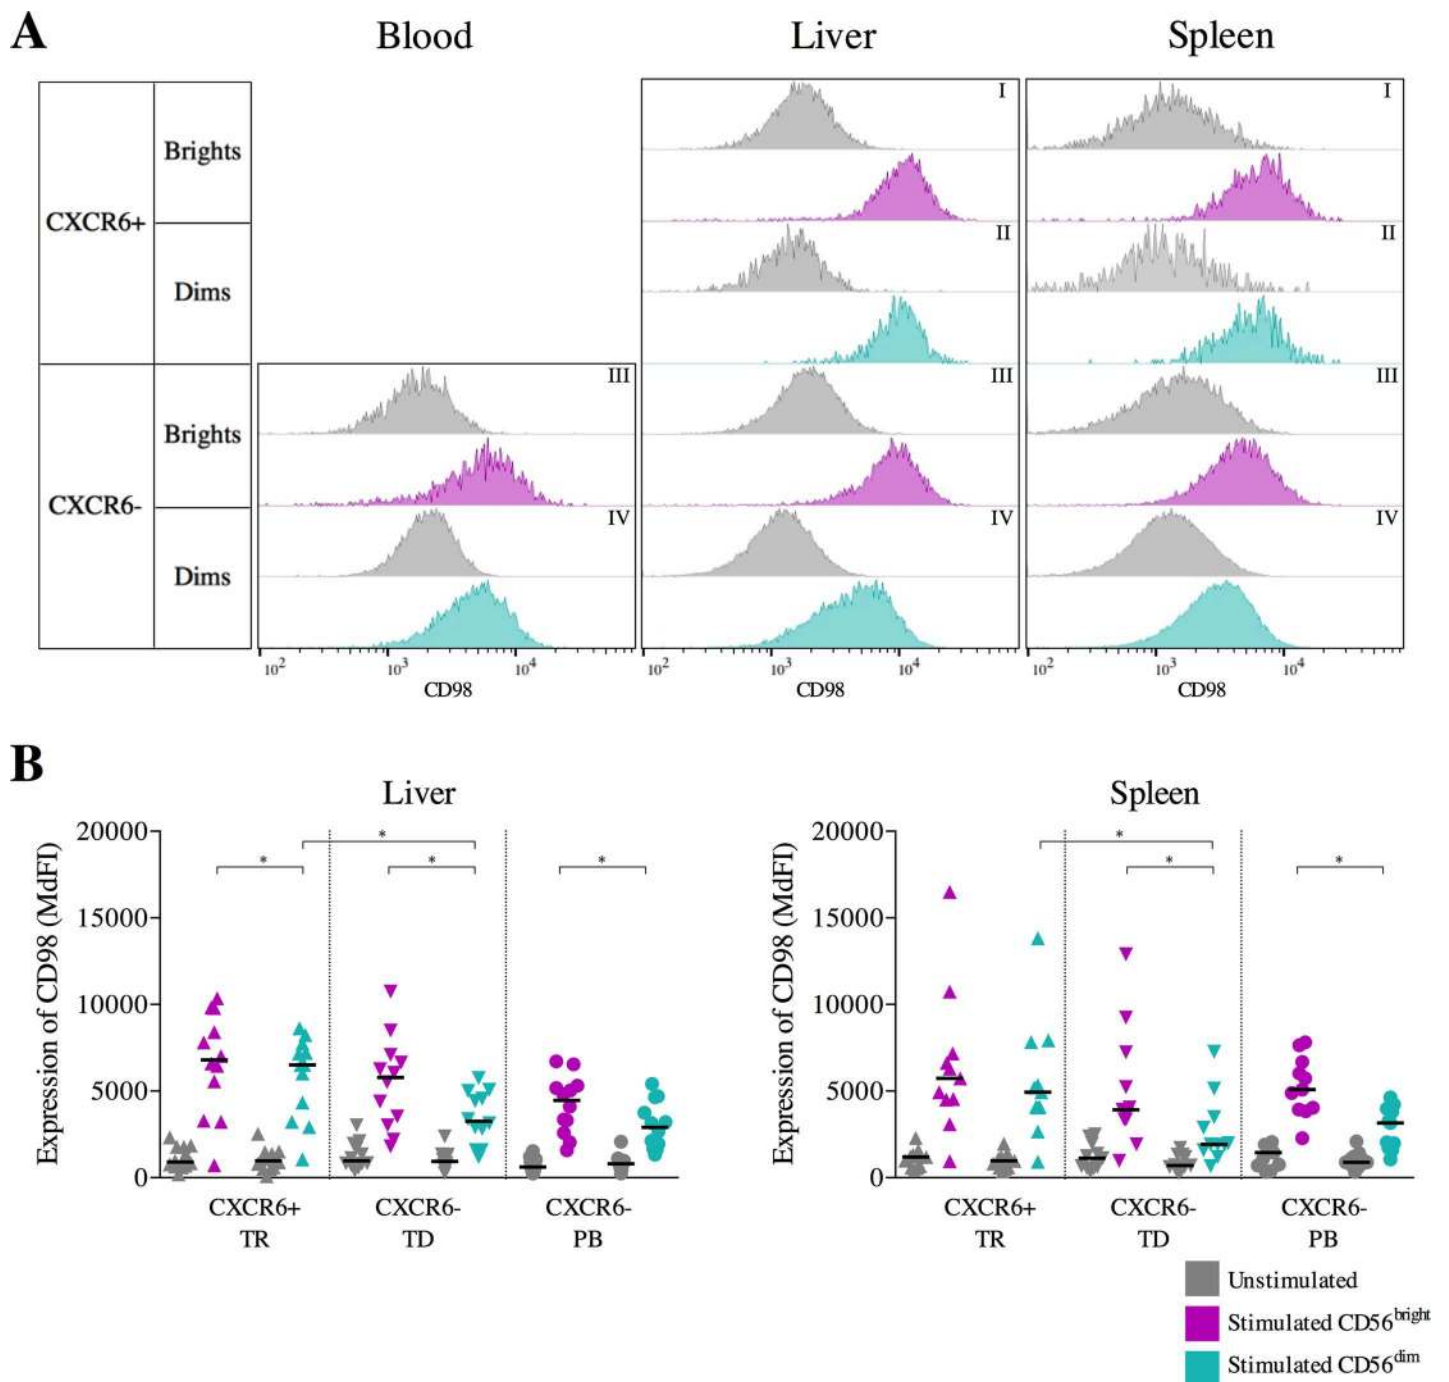 A
Blood Liver Spleen
CXCR6+
Brights
Dims
CXCR6-
Brights
Dims
III
IV
10² 10³ 10⁴
CD98
I
II
III
IV
10² 10³ 10⁴
CD98
I
II
III
IV
10² 10³ 10⁴
CD98
B
Liver
Expression of CD98 (MdFI)
20000
15000
10000
5000
0
* * * *
CXCR6+ TR
CXCR6- TD
CXCR6- PB
Spleen
Expression of CD98 (MdFI)
20000
15000
10000
5000
0
* * *
CXCR6+ TR
CXCR6- TD
CXCR6- PB
Unstimulated
Stimulated CD56bright
Stimulated CD56dim